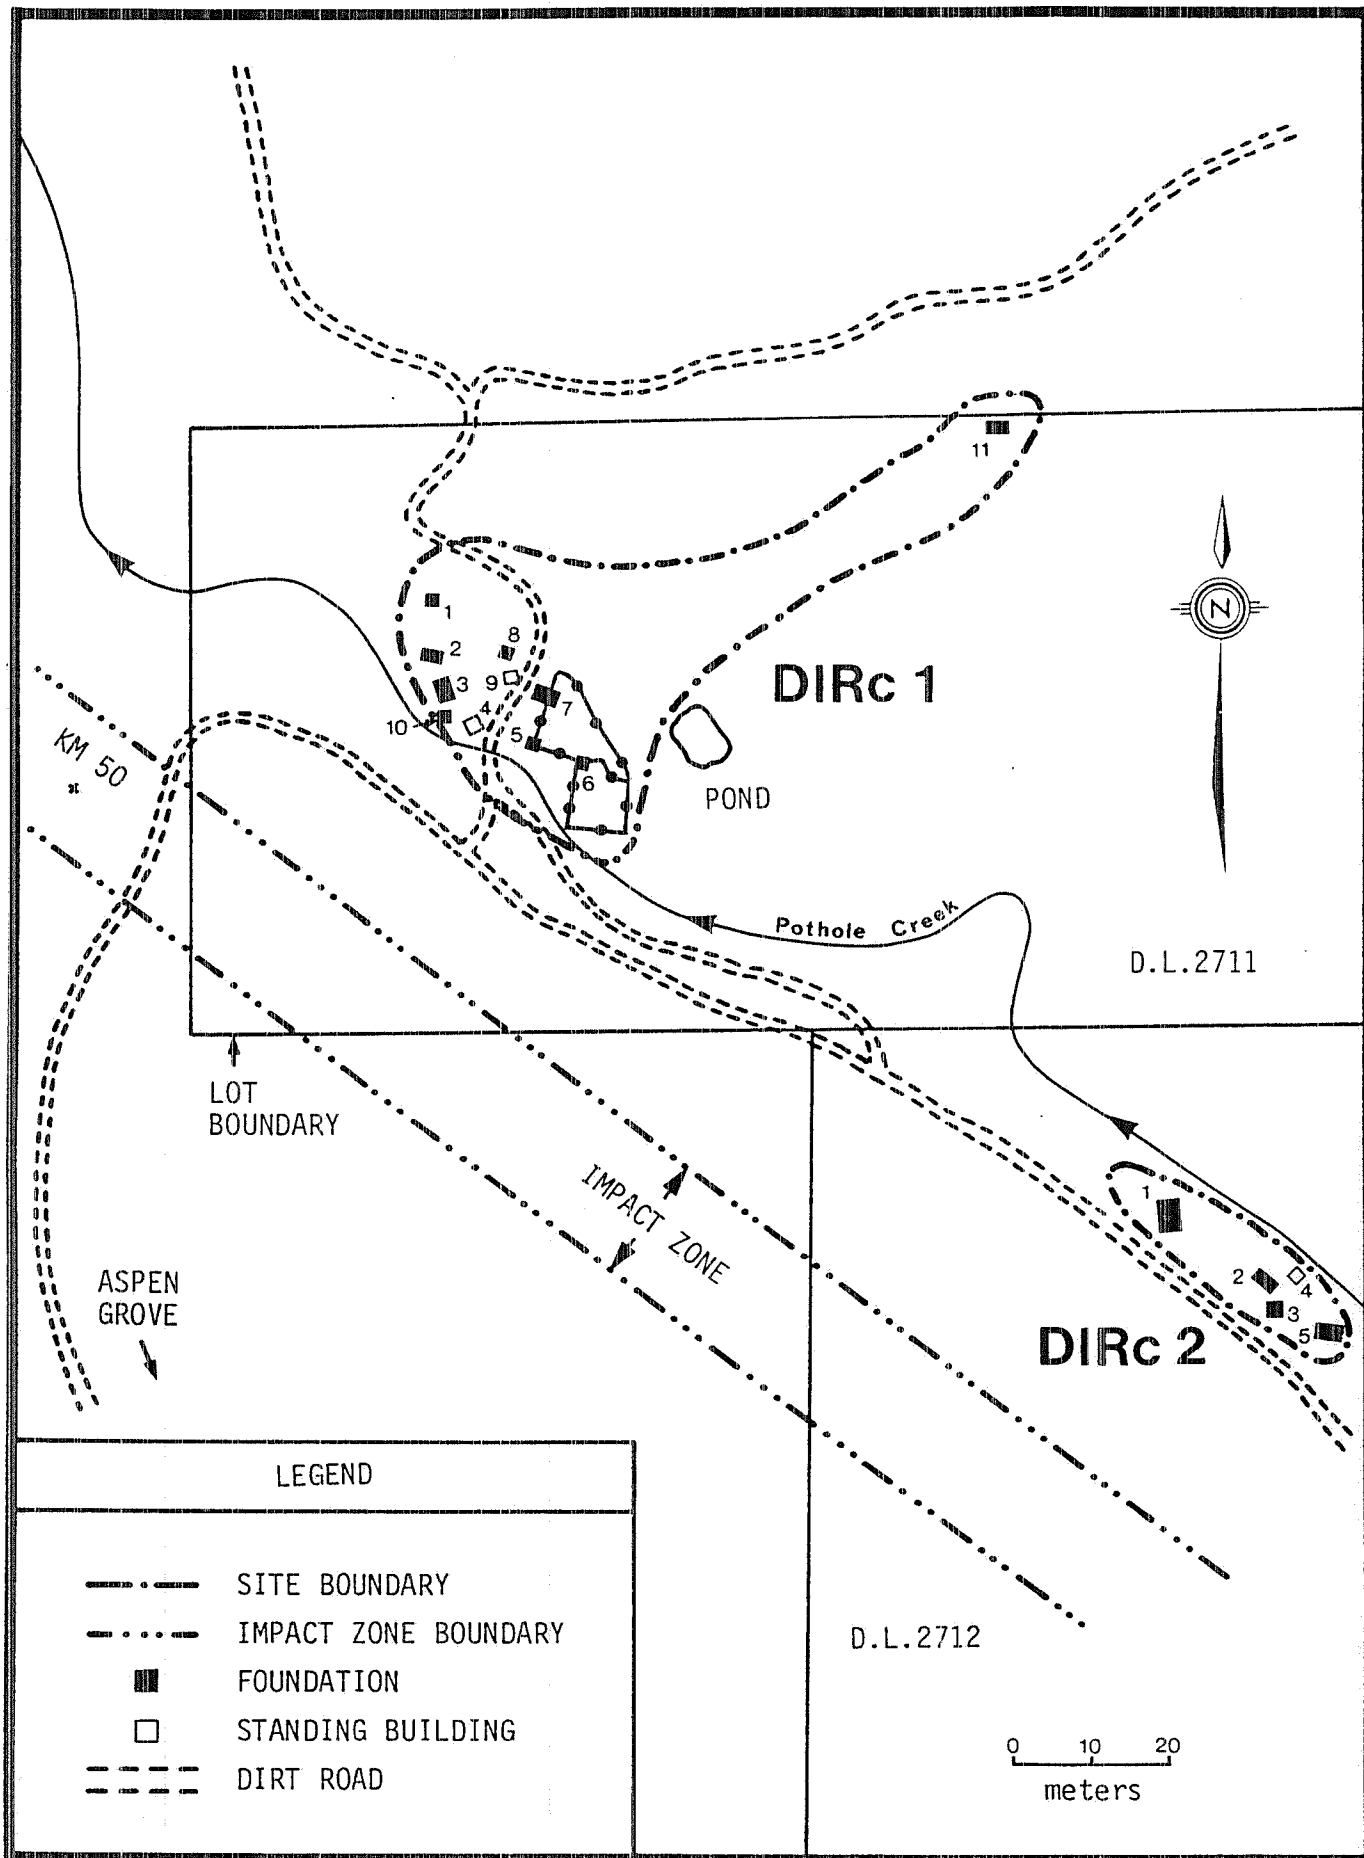 11
1
2
8
3
9
7
10
4
5
6
DIRc 1
N
KM 50
POND
Pothole Creek
D.L.2711
LOT
BOUNDARY
IMPACT ZONE
1
ASPEN
GROVE
2
4
3
5
DIRc 2
LEGEND
SITE BOUNDARY
IMPACT ZONE BOUNDARY
FOUNDATION
STANDING BUILDING
DIRT ROAD
D.L.2712
0 10 20
meters